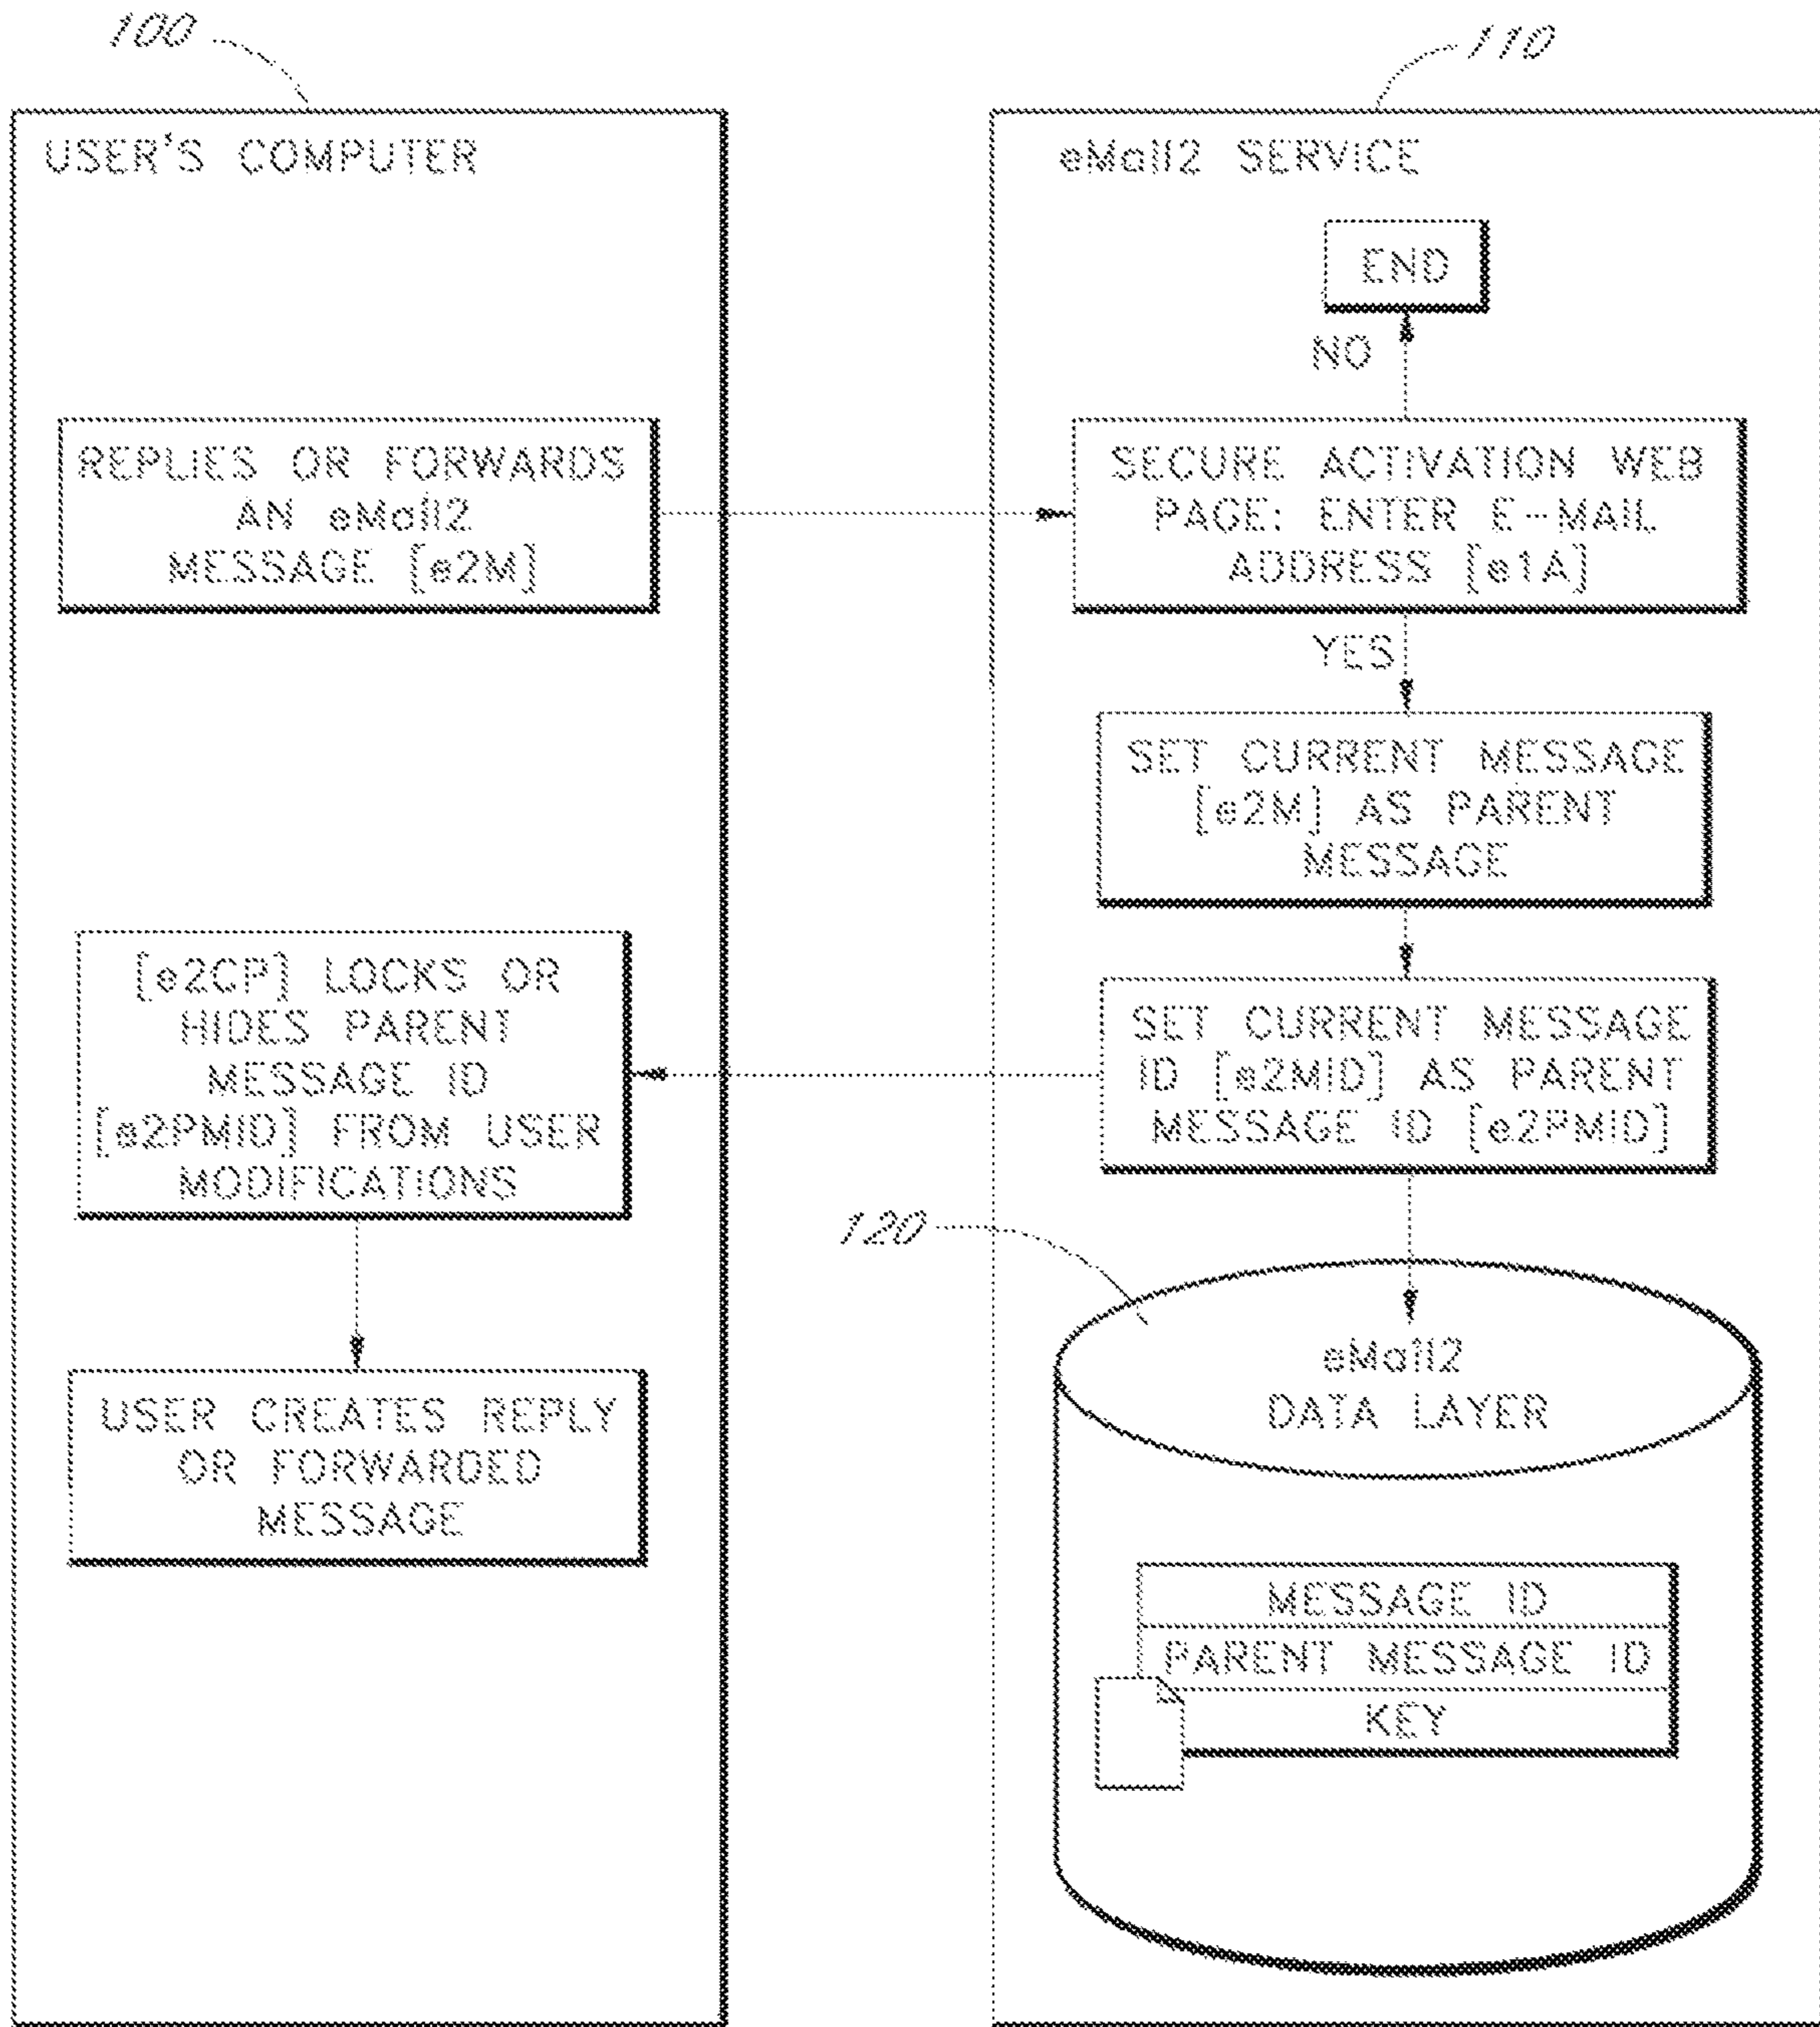 100
110
USER'S COMPUTER
eMail2 SERVICE
END
NO
REPLIES OR FORWARDS
AN eMail2
MESSAGE [e2M]
SECURE ACTIVATION WEB
PAGE: ENTER E-MAIL
ADDRESS [e1A]
YES
SET CURRENT MESSAGE
[e2M] AS PARENT
MESSAGE
[e2CP] LOCKS OR
HIDES PARENT
MESSAGE ID
[e2PMID] FROM USER
MODIFICATIONS
SET CURRENT MESSAGE
ID [e2MID] AS PARENT
MESSAGE ID [e2PMID]
120
USER CREATES REPLY
OR FORWARDED
MESSAGE
eMail2
DATA LAYER
MESSAGE ID
PARENT MESSAGE ID
KEY